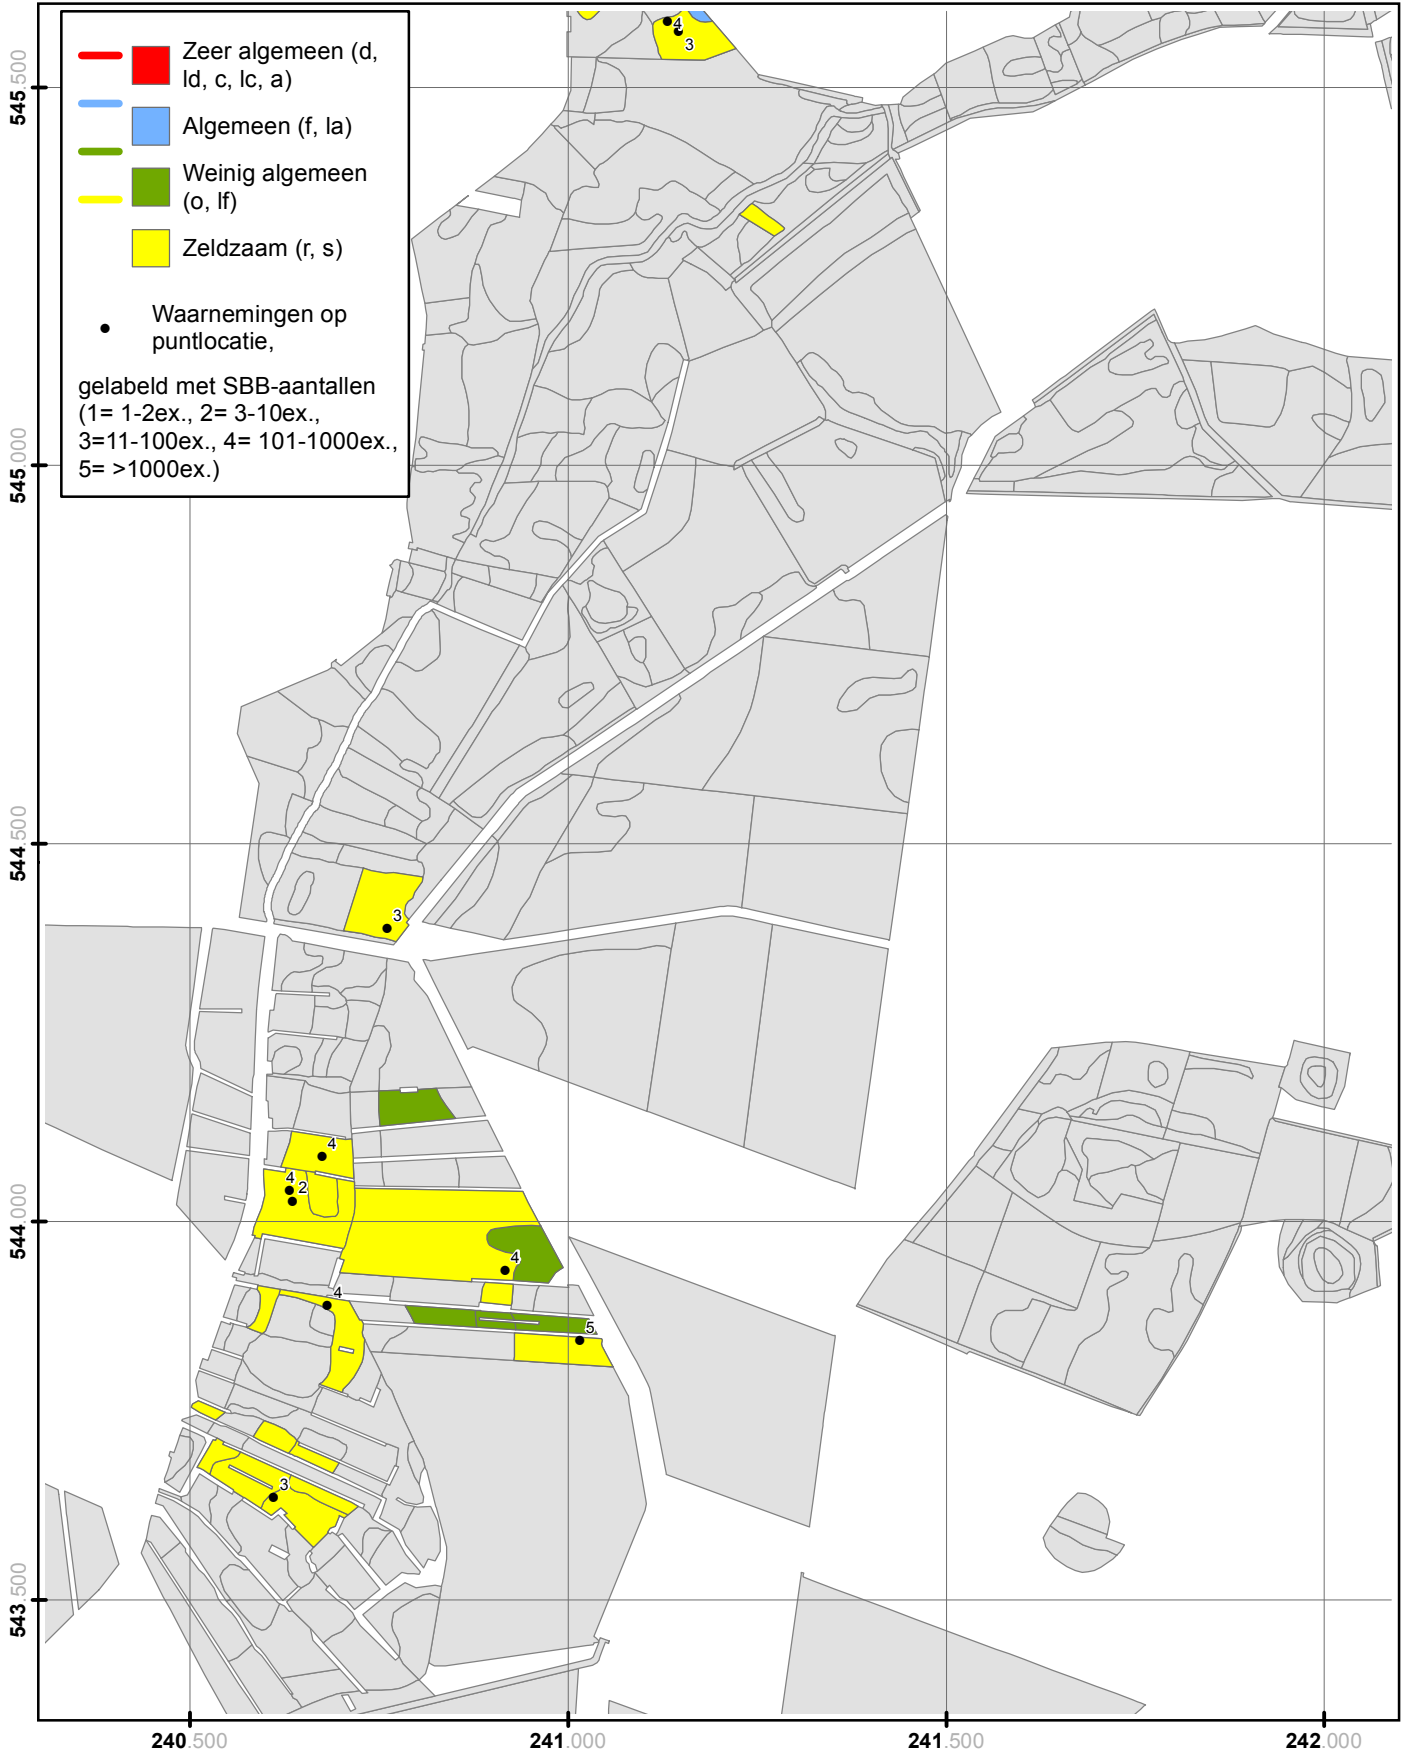 Zeer algemeen (d,
ld, c, lc, a)
Algemeen (f, la)
Weinig algemeen
(o, lf)
Zeldzaam (r, s)
Waarnemingen op
puntlocatie,
gelabeld met SBB-aantallen
(1= 1-2ex., 2= 3-10ex.,
3=11-100ex., 4= 101-1000ex.,
5= >1000ex.)
4
3
3
4
4
2
4
4
5
3
545.500
545.000
544.500
544.000
543.500
240.500
241.000
241.500
242.000